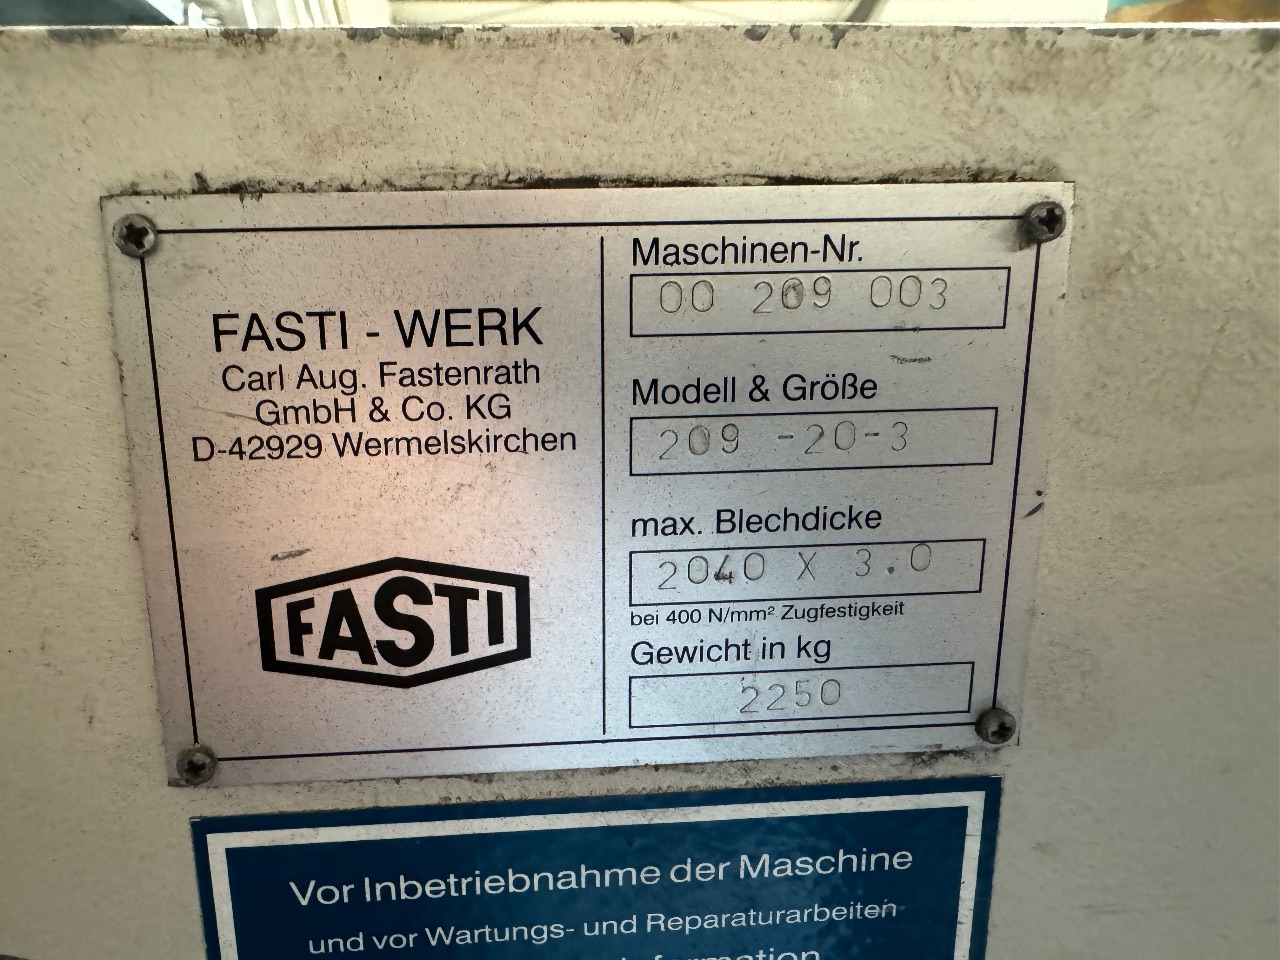 FASTI - WERK
Carl Aug. Fastenrath
GmbH & Co. KG
D-42929 Wermelskirchen
FASTI
Maschinen-Nr.
00 209 003
Modell & Größe
209 -20-3
max. Blechdicke
2040 X 3.0
bei 400 N/mm² Zugfestigkeit
Gewicht in kg
2250
Vor Inbetriebnahme der Maschine
und vor Wartungs- und Reparaturarbeiten